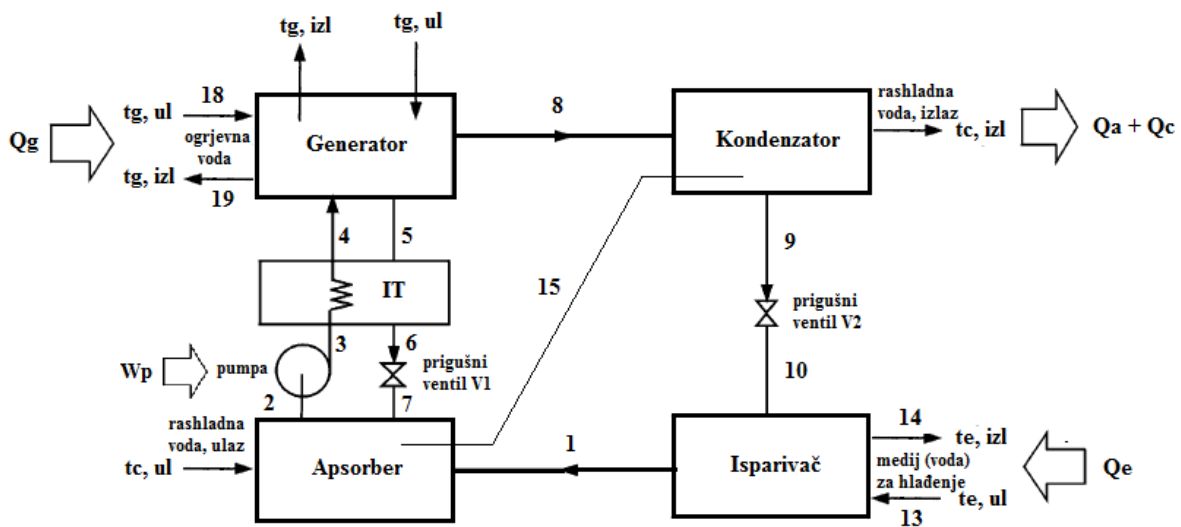 tg, izl
tg, ul
18
tg, ul
ogrjevna
voda
tg, izl
19
Qg
Generator
8
Kondenzator
rashladna
voda, izlaz
tc, izl
Qa + Qc
4
5
9
IT
15
prigušni
ventil V2
3
6
Wp
pumpa
prigušni
ventil V1
10
2
7
rashladna
voda, ulaz
tc, ul
Apsorber
1
Isparivač
14
te, izl
medij (voda)
za hlađenje
te, ul
13
Qe